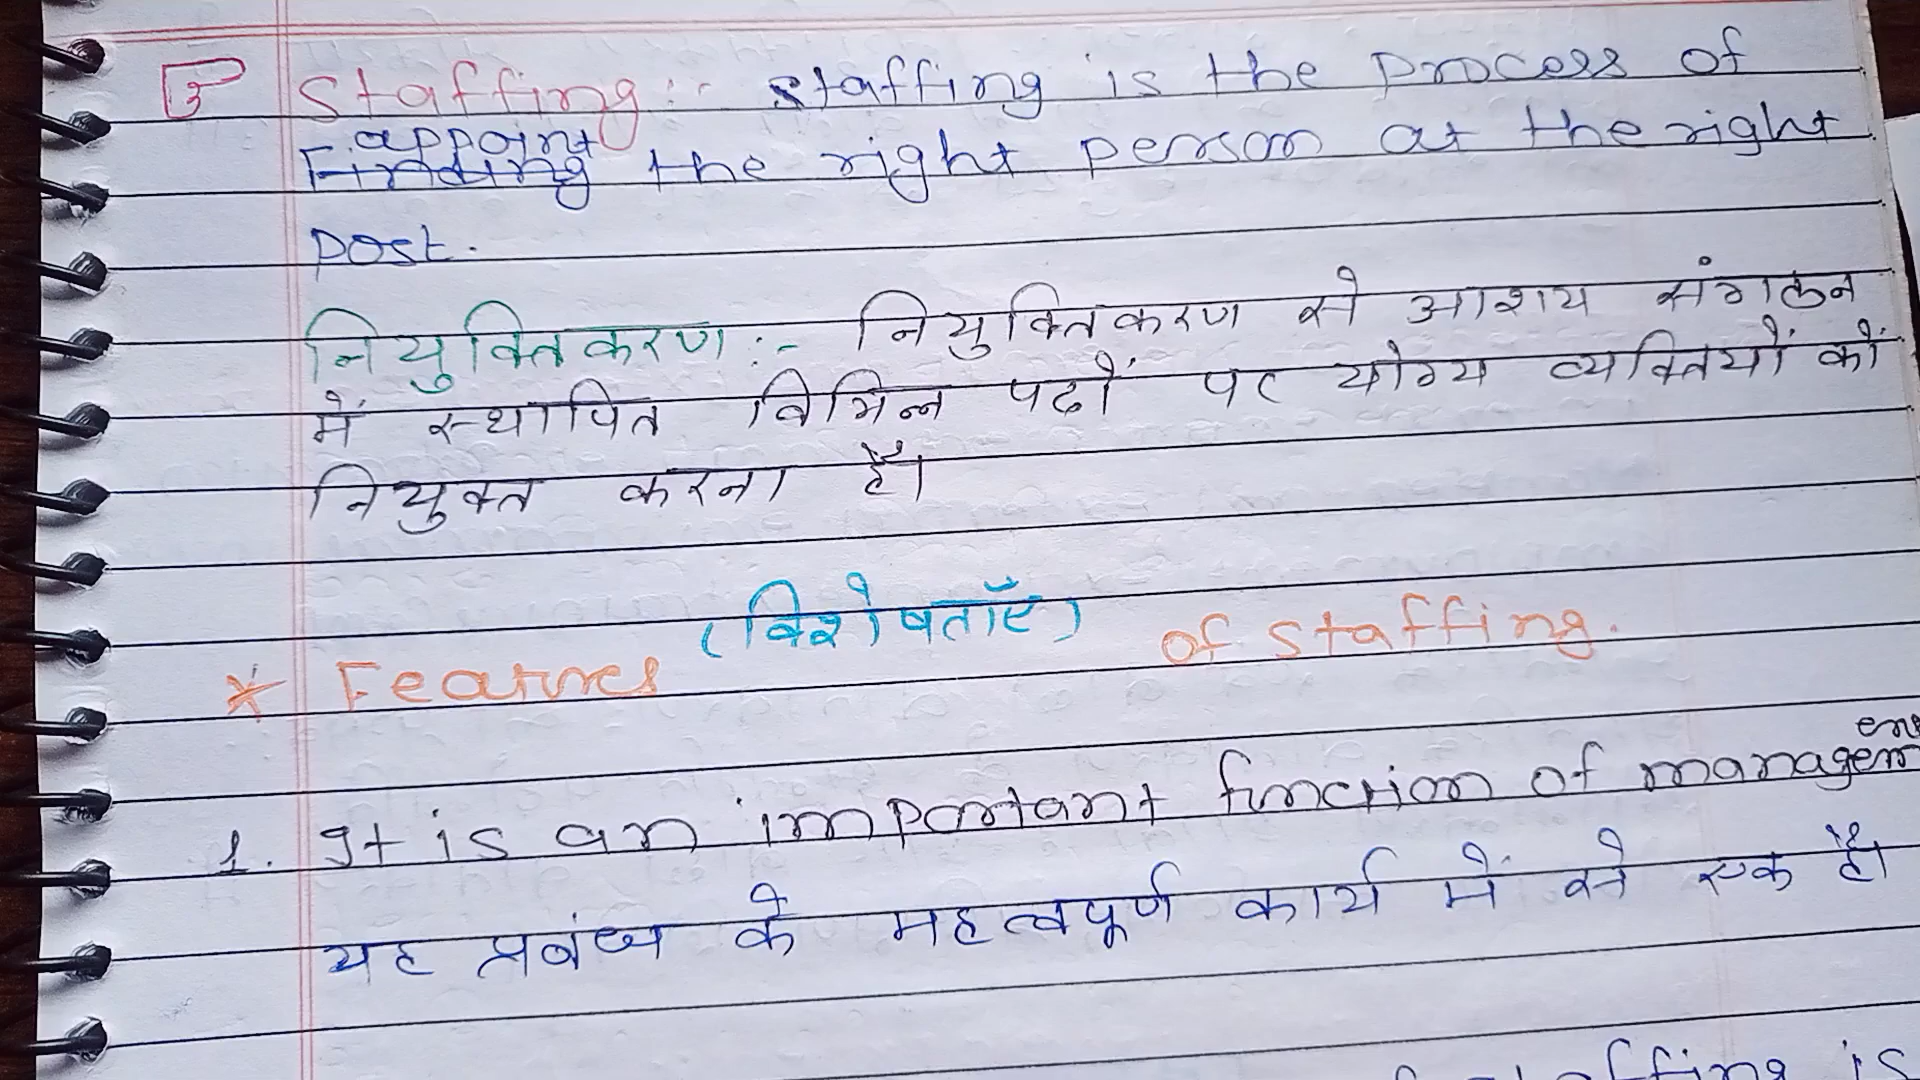 Staffing:- staffing is the process of
appoint
Finding the right person at the right
post.
नियुक्तिकरण :- नियुक्तिकरण से आशय संगठन
में स्थापित विभिन्न पदों पर योग्य व्यक्तियों को
नियुक्त करना है।
* Features (विशेषताएँ) of staffing.
1. It is an important function of management
यह प्रबंध के महत्वपूर्ण कार्य में से एक है।
staffing is